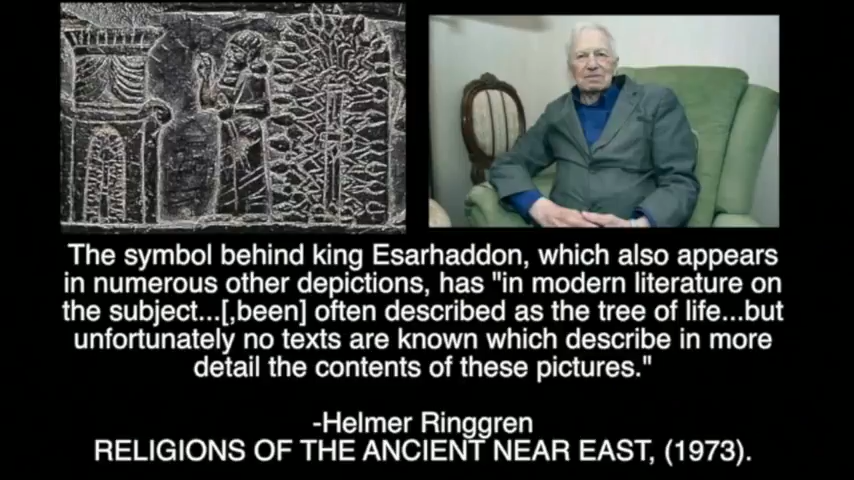 The symbol behind king Esarhaddon, which also appears
in numerous other depictions, has "in modern literature on
the subject...[,been] often described as the tree of life...but
unfortunately no texts are known which describe in more
detail the contents of these pictures."
-Helmer Ringgren
RELIGIONS OF THE ANCIENT NEAR EAST, (1973).